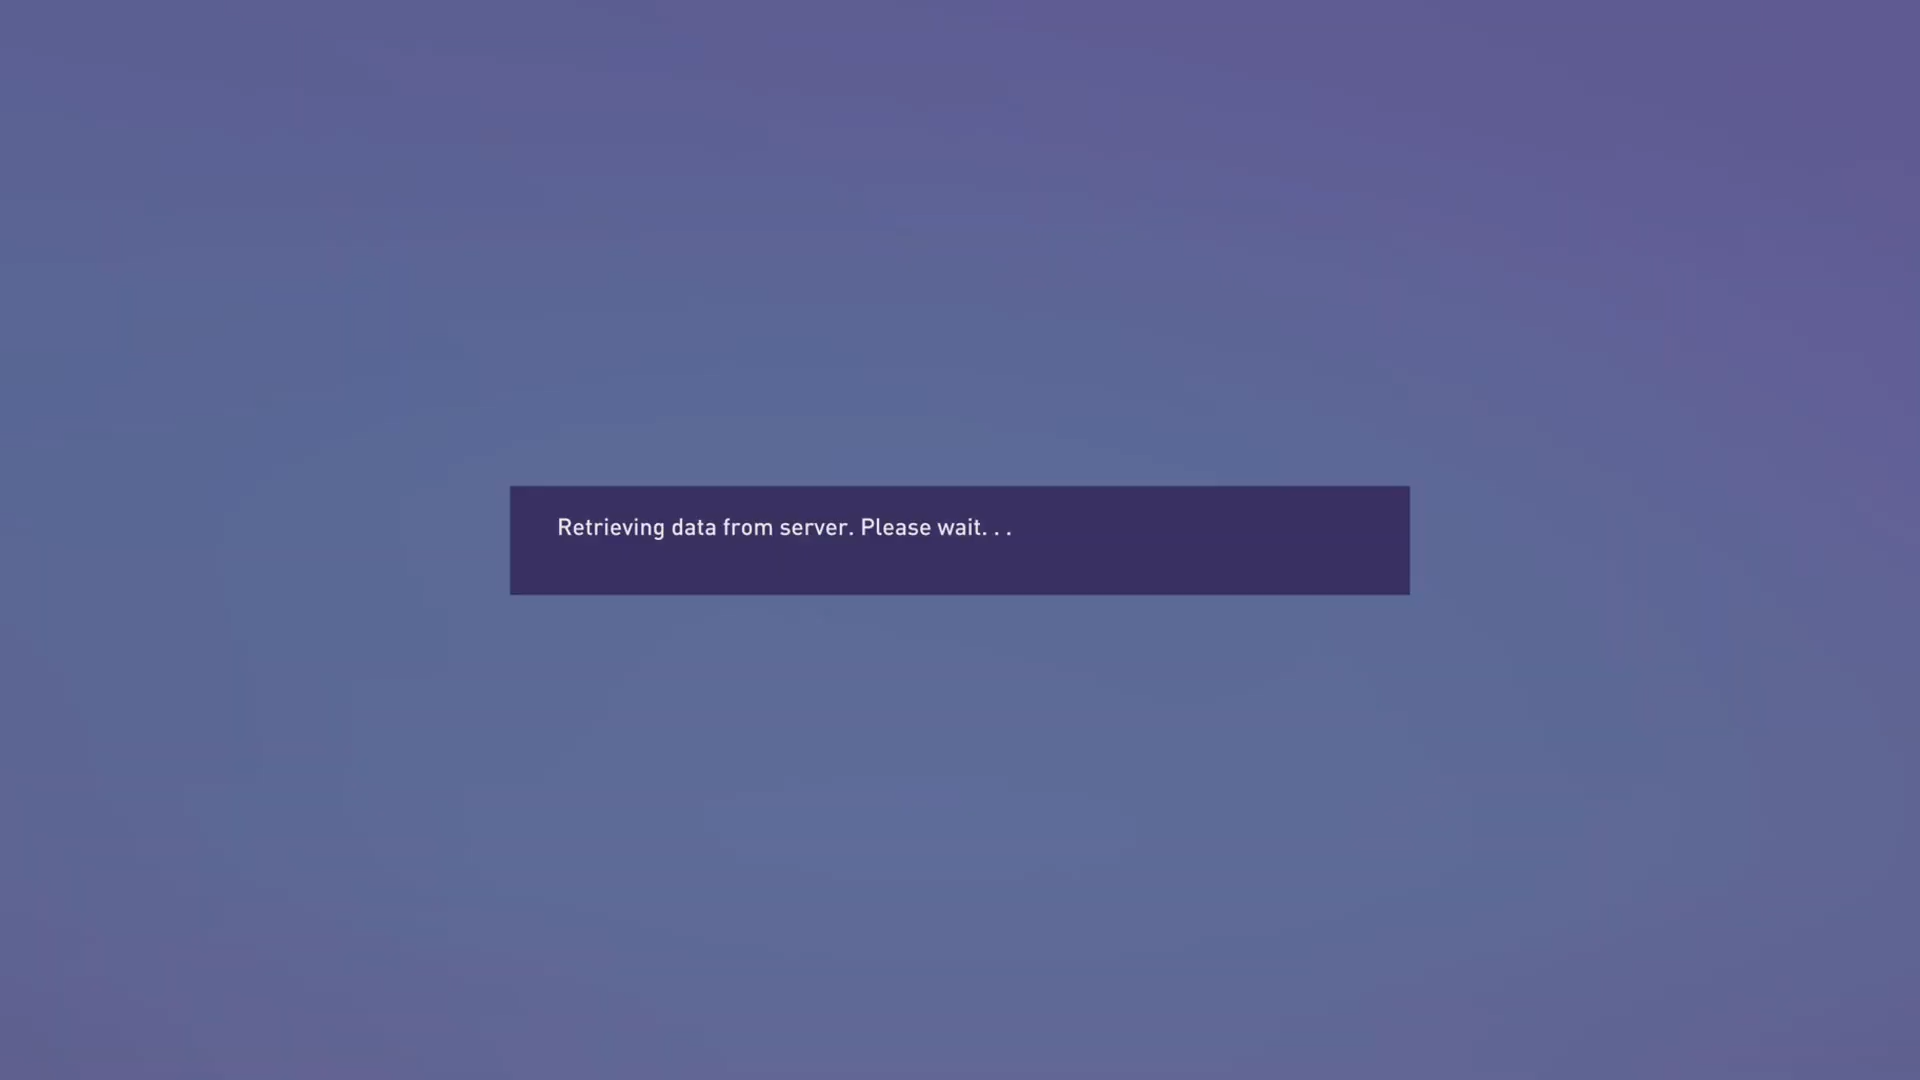 Retrieving data from server. Please wait. . .